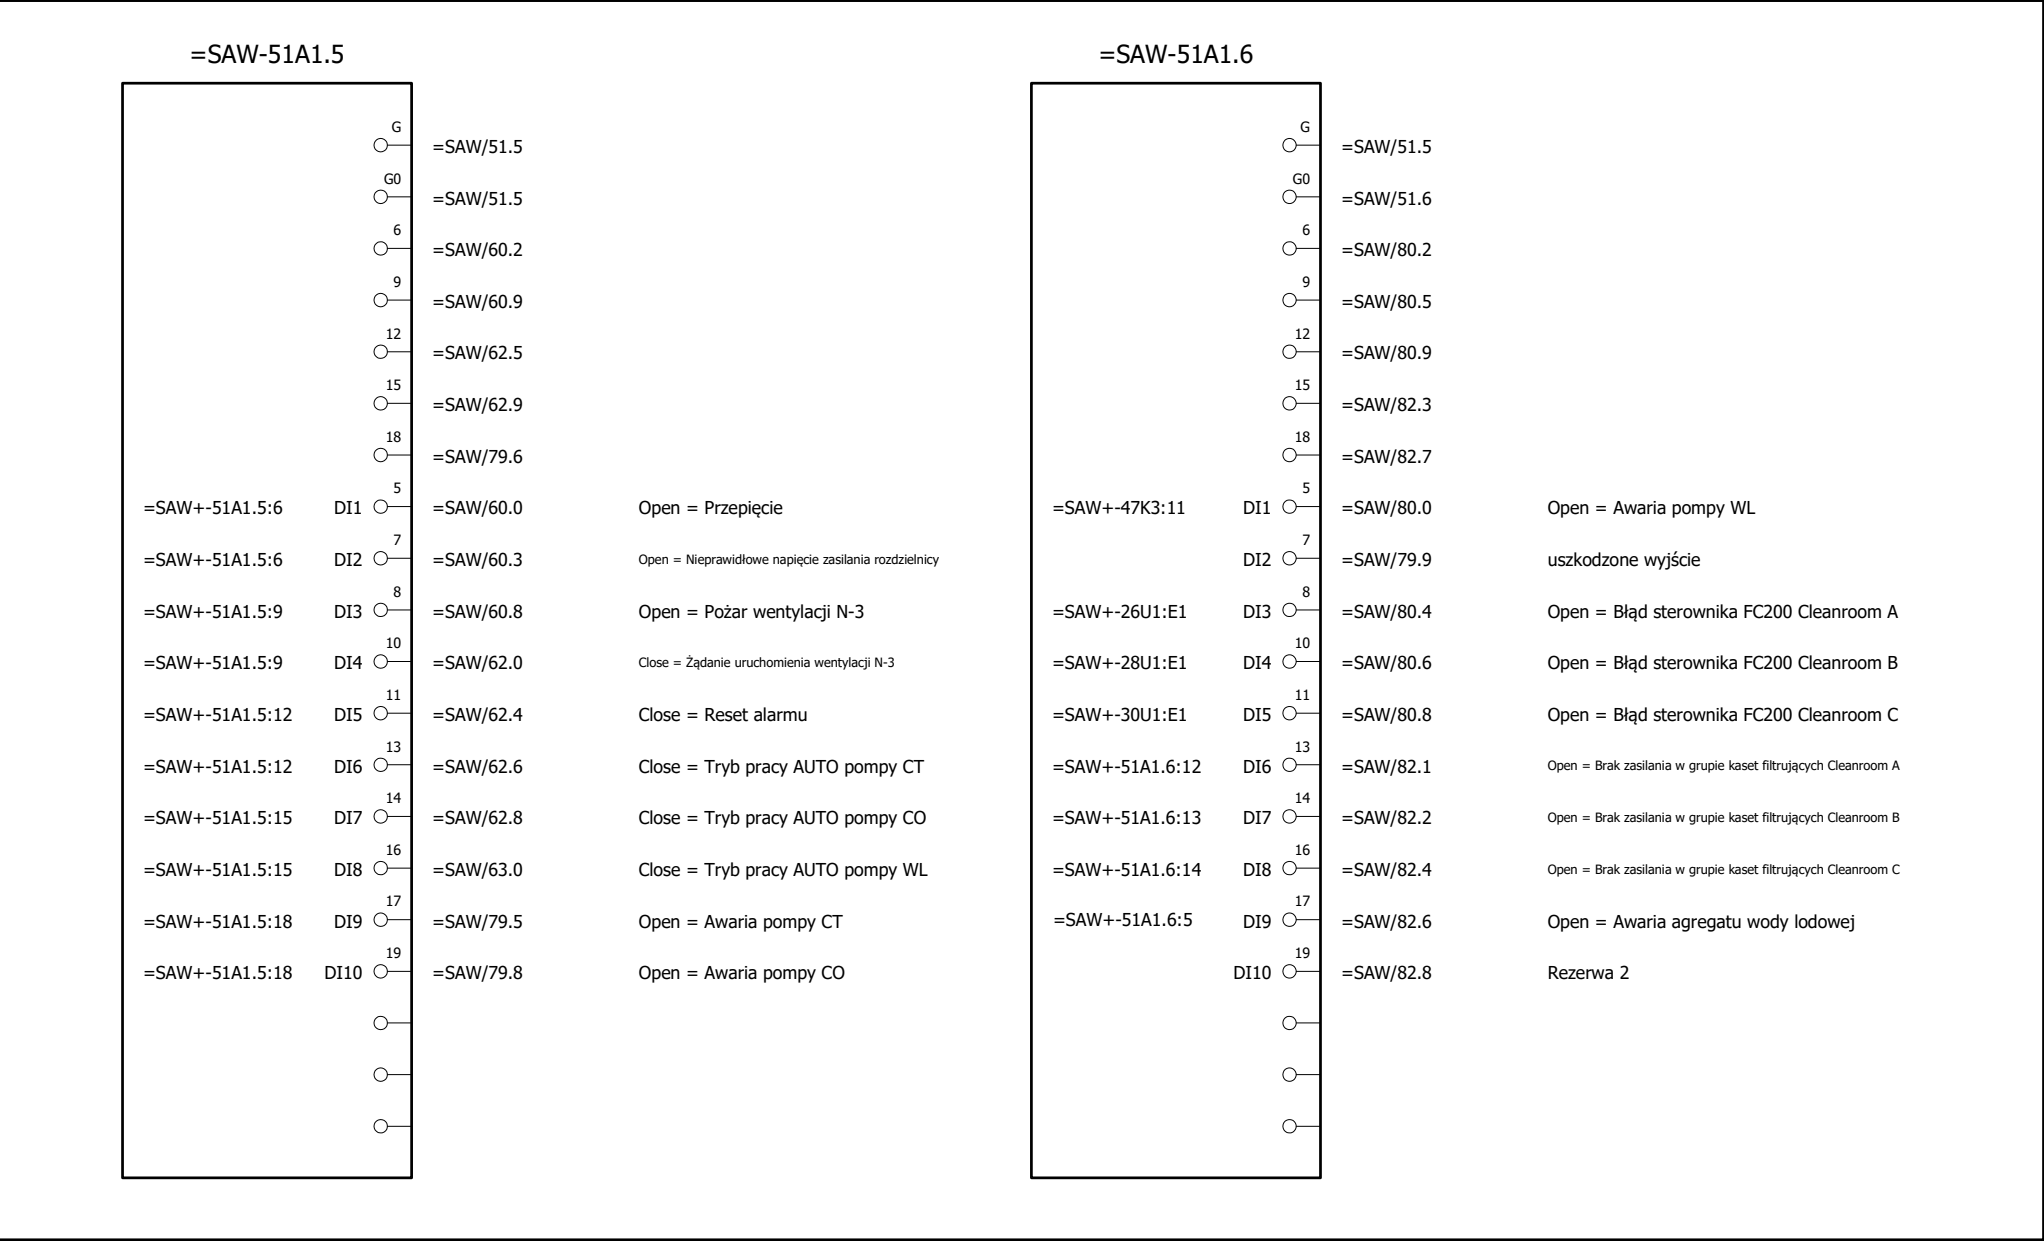 =SAW-51A1.5
G
=SAW/51.5
G0
=SAW/51.5
6
=SAW/60.2
9
=SAW/60.9
12
=SAW/62.5
15
=SAW/62.9
18
=SAW/79.6
5
=SAW+-51A1.5:6 DI1 =SAW/60.0 Open = Przepięcie
7
=SAW+-51A1.5:6 DI2 =SAW/60.3 Open = Nieprawidłowe napięcie zasilania rozdzielnicy
8
=SAW+-51A1.5:9 DI3 =SAW/60.8 Open = Pożar wentylacji N-3
10
=SAW+-51A1.5:9 DI4 =SAW/62.0 Close = Żądanie uruchomienia wentylacji N-3
11
=SAW+-51A1.5:12 DI5 =SAW/62.4 Close = Reset alarmu
13
=SAW+-51A1.5:12 DI6 =SAW/62.6 Close = Tryb pracy AUTO pompy CT
14
=SAW+-51A1.5:15 DI7 =SAW/62.8 Close = Tryb pracy AUTO pompy CO
16
=SAW+-51A1.5:15 DI8 =SAW/63.0 Close = Tryb pracy AUTO pompy WL
17
=SAW+-51A1.5:18 DI9 =SAW/79.5 Open = Awaria pompy CT
19
=SAW+-51A1.5:18 DI10 =SAW/79.8 Open = Awaria pompy CO
=SAW-51A1.6
G
=SAW/51.5
G0
=SAW/51.6
6
=SAW/80.2
9
=SAW/80.5
12
=SAW/80.9
15
=SAW/82.3
18
=SAW/82.7
5
=SAW+-47K3:11 DI1 =SAW/80.0 Open = Awaria pompy WL
7
DI2 =SAW/79.9 uszkodzone wyjście
8
=SAW+-26U1:E1 DI3 =SAW/80.4 Open = Błąd sterownika FC200 Cleanroom A
10
=SAW+-28U1:E1 DI4 =SAW/80.6 Open = Błąd sterownika FC200 Cleanroom B
11
=SAW+-30U1:E1 DI5 =SAW/80.8 Open = Błąd sterownika FC200 Cleanroom C
13
=SAW+-51A1.6:12 DI6 =SAW/82.1 Open = Brak zasilania w grupie kaset filtrujących Cleanroom A
14
=SAW+-51A1.6:13 DI7 =SAW/82.2 Open = Brak zasilania w grupie kaset filtrujących Cleanroom B
16
=SAW+-51A1.6:14 DI8 =SAW/82.4 Open = Brak zasilania w grupie kaset filtrujących Cleanroom C
17
=SAW+-51A1.6:5 DI9 =SAW/82.6 Open = Awaria agregatu wody lodowej
19
DI10 =SAW/82.8 Rezerwa 2